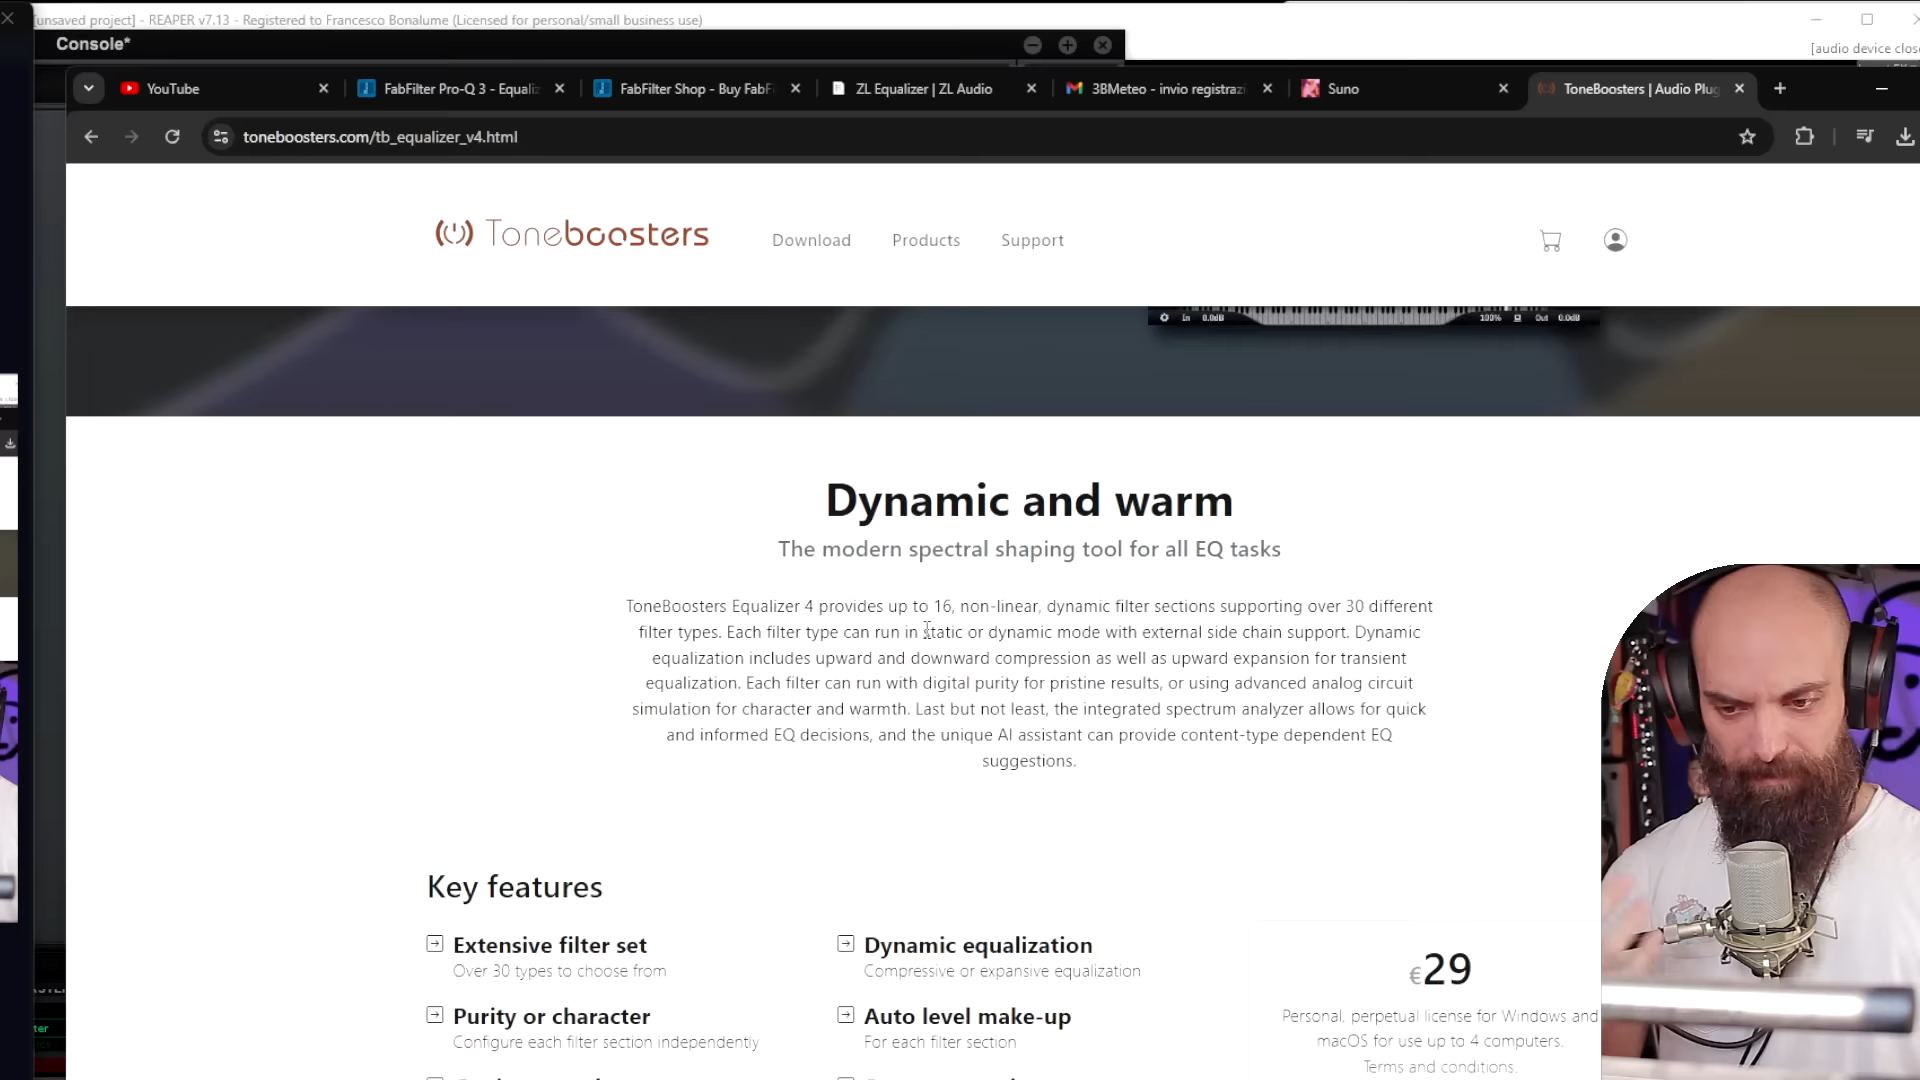 [unsaved project] - REAPER v7.13 - Registered to Francesco Bonalume (Licensed for personal/small business use)
[audio device close
Console*
YouTube
FabFilter Pro-Q 3 - Equaliz
FabFilter Shop - Buy FabF
ZL Equalizer | ZL Audio
3BMeteo - invio registrazi
Suno
ToneBoosters | Audio Plug
toneboosters.com/tb_equalizer_v4.html
Toneboosters
Download
Products
Support
In 0.0dB
100%
Out 0.0dB
Dynamic and warm
The modern spectral shaping tool for all EQ tasks
ToneBoosters Equalizer 4 provides up to 16, non-linear, dynamic filter sections supporting over 30 different
filter types. Each filter type can run in static or dynamic mode with external side chain support. Dynamic
equalization includes upward and downward compression as well as upward expansion for transient
equalization. Each filter can run with digital purity for pristine results, or using advanced analog circuit
simulation for character and warmth. Last but not least, the integrated spectrum analyzer allows for quick
and informed EQ decisions, and the unique AI assistant can provide content-type dependent EQ
suggestions.
Key features
Extensive filter set
Over 30 types to choose from
Purity or character
Configure each filter section independently
Dynamic equalization
Compressive or expansive equalization
Auto level make-up
For each filter section
€29
Personal, perpetual license for Windows and
macOS for use up to 4 computers.
Terms and conditions.